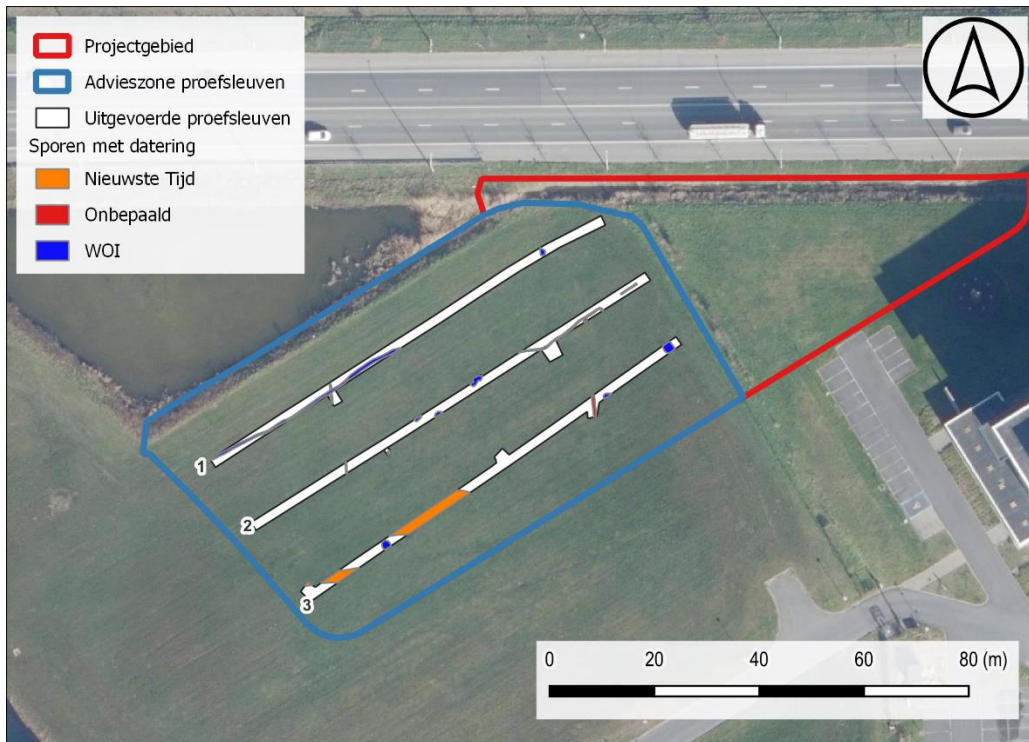 Projectgebied
Advieszone proefsleuven
Uitgevoerde proefsleuven
Sporen met datering
Nieuwste Tijd
Onbepaald
WOI
1
2
3
0 20 40 60 80 (m)